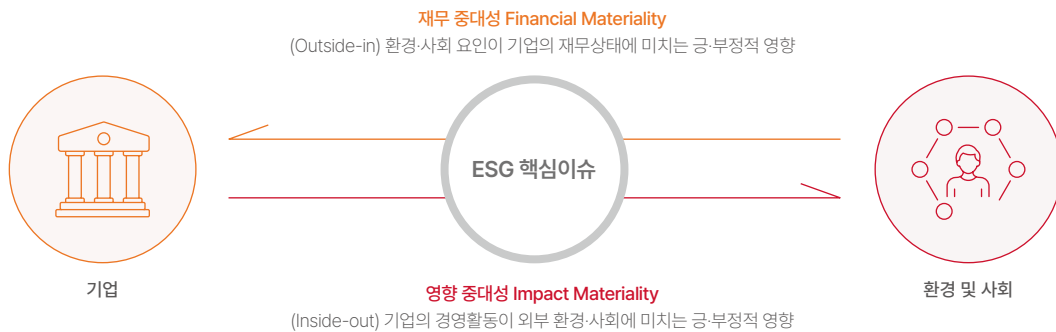 재무 중대성 Financial Materiality
(Outside-in) 환경·사회 요인이 기업의 재무상태에 미치는 긍·부정적 영향
ESG 핵심이슈
기업
환경 및 사회
영향 중대성 Impact Materiality
(Inside-out) 기업의 경영활동이 외부 환경·사회에 미치는 긍·부정적 영향